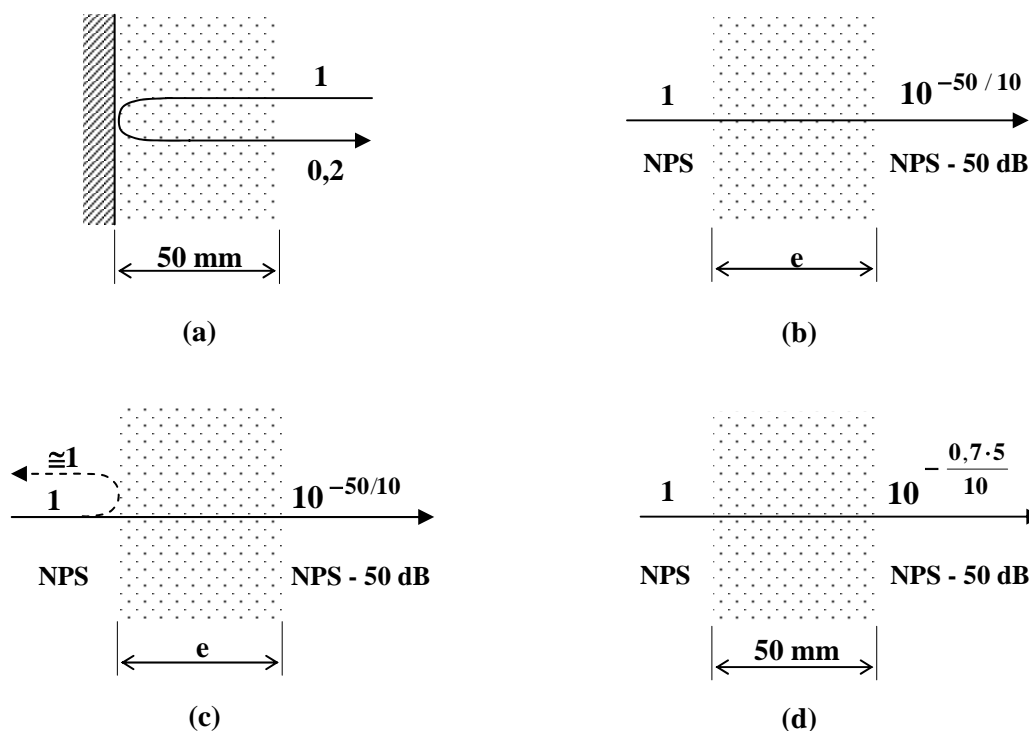 1
0,2
50 mm
(a)
1
10^{-50 / 10}
NPS
NPS - 50 dB
e
(b)
≅1
1
10^{-50/10}
NPS
NPS - 50 dB
e
(c)
1
10^{- \frac{0,7·5}{10}}
NPS
NPS - 50 dB
50 mm
(d)